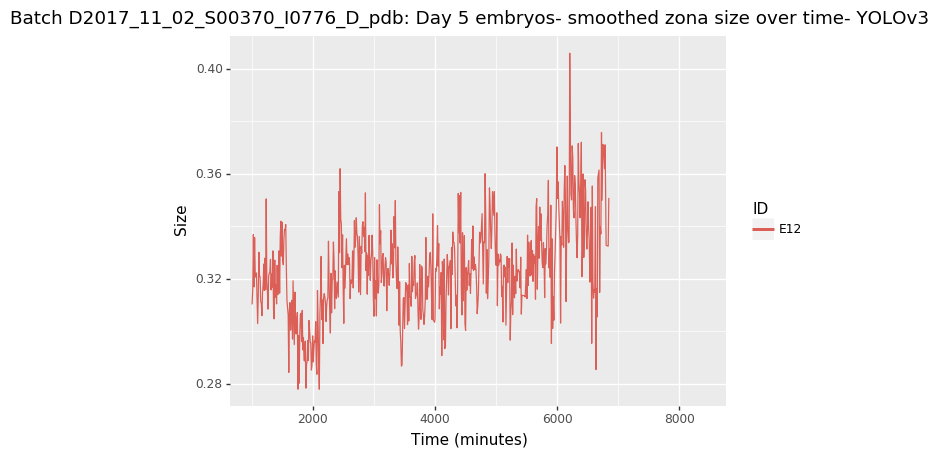 Batch D2017_11_02_S00370_I0776_D_pdb: Day 5 embryos- smoothed zona size over time- YOLOv3
0.40
0.36
0.32
0.28
Size
2000
4000
6000
8000
Time (minutes)
ID
E12